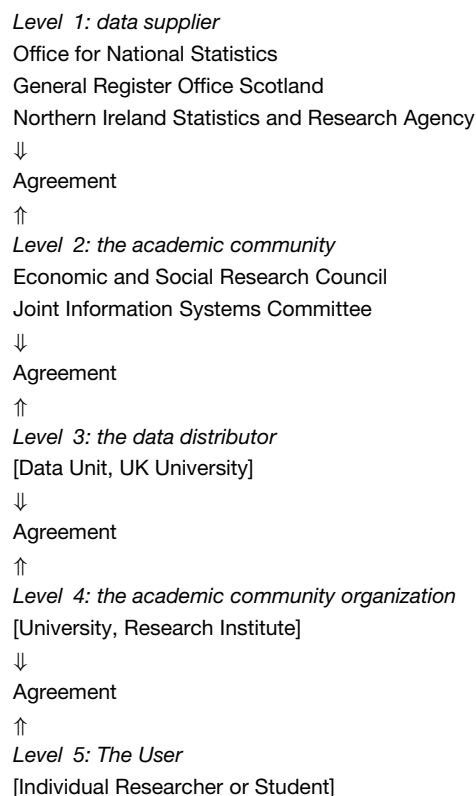 Level 1: data supplier
Office for National Statistics
General Register Office Scotland
Northern Ireland Statistics and Research Agency
⇓
Agreement
⇑
Level 2: the academic community
Economic and Social Research Council
Joint Information Systems Committee
⇓
Agreement
⇑
Level 3: the data distributor
[Data Unit, UK University]
⇓
Agreement
⇑
Level 4: the academic community organization
[University, Research Institute]
⇓
Agreement
⇑
Level 5: The User
[Individual Researcher or Student]